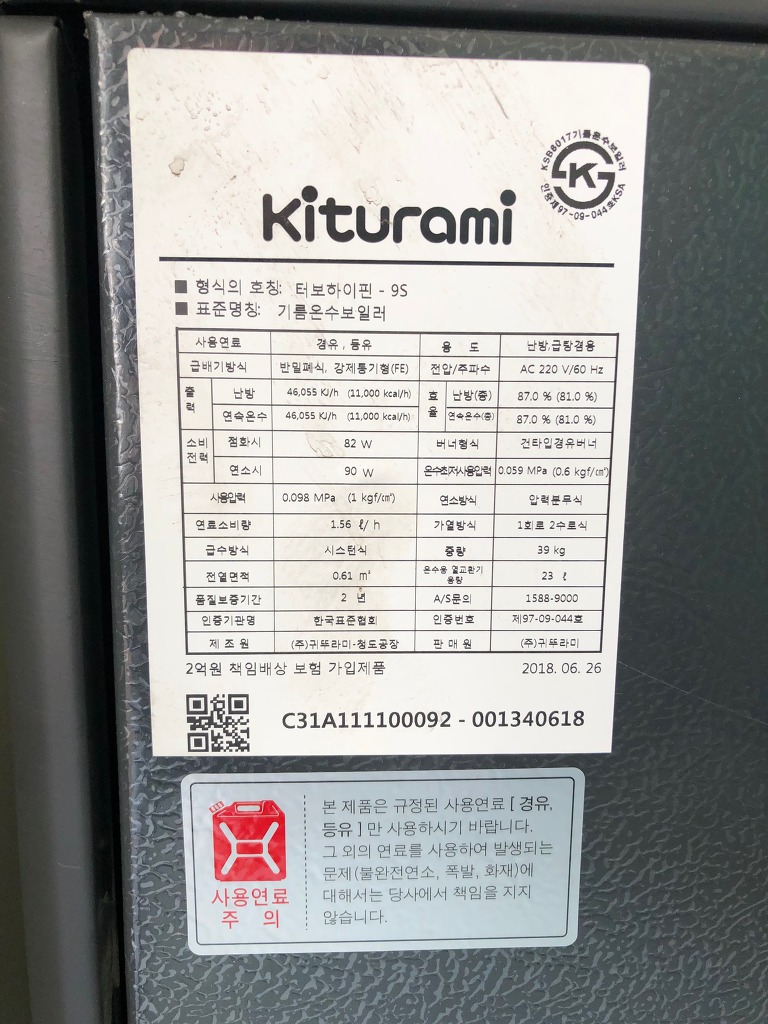 KSB8017기름온수보일러
인증제97-09-044호KSA
Kiturami
■ 형식의 호칭: 터보하이핀 - 9S
■ 표준명칭: 기름온수보일러
사용연료 경유, 등유 용 도 난방,급탕겸용
급배기방식 반밀폐식, 강제통기형(FE) 전압/주파수 AC 220 V/60 Hz
출력 난방 46,055 KJ/h (11,000 kcal/h) 효율 난방(총) 87.0 % (81.0 %)
연속온수 46,055 KJ/h (11,000 kcal/h) 연속온수(총) 87.0 % (81.0 %)
소비전력 점화시 82 W 버너형식 건타입경유버너
연소시 90 W 온수최저사용압력 0.059 MPa (0.6 kgf/㎠)
사용압력 0.098 MPa (1 kgf/㎠) 연소방식 압력분무식
연료소비량 1.56 ℓ/ h 가열방식 1회로 2수로식
급수방식 시스턴식 중량 39 kg
전열면적 0.61 ㎡ 온수용 열교환기 용량 23 ℓ
품질보증기간 2 년 A/S문의 1588-9000
인증기관명 한국표준협회 인증번호 제97-09-044호
제 조 원 (주)귀뚜라미-청도공장 판 매 원 (주)귀뚜라미
2억원 책임배상 보험 가입제품 2018. 06. 26
C31A111100092 - 001340618
사용연료
주 의
본 제품은 규정된 사용연료 [ 경유,
등유 ] 만 사용하시기 바랍니다.
그 외의 연료를 사용하여 발생되는
문제(불완전연소, 폭발, 화재)에
대해서는 당사에서 책임을 지지
않습니다.